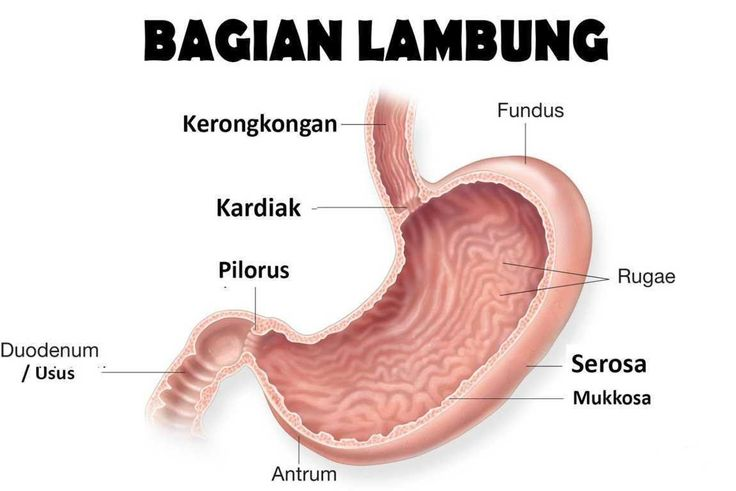 BAGIAN LAMBUNG
Fundus
Kerongkongan
Kardiak
Pilorus
Rugae
Duodenum
/ Usus
Serosa
Mukkosa
Antrum